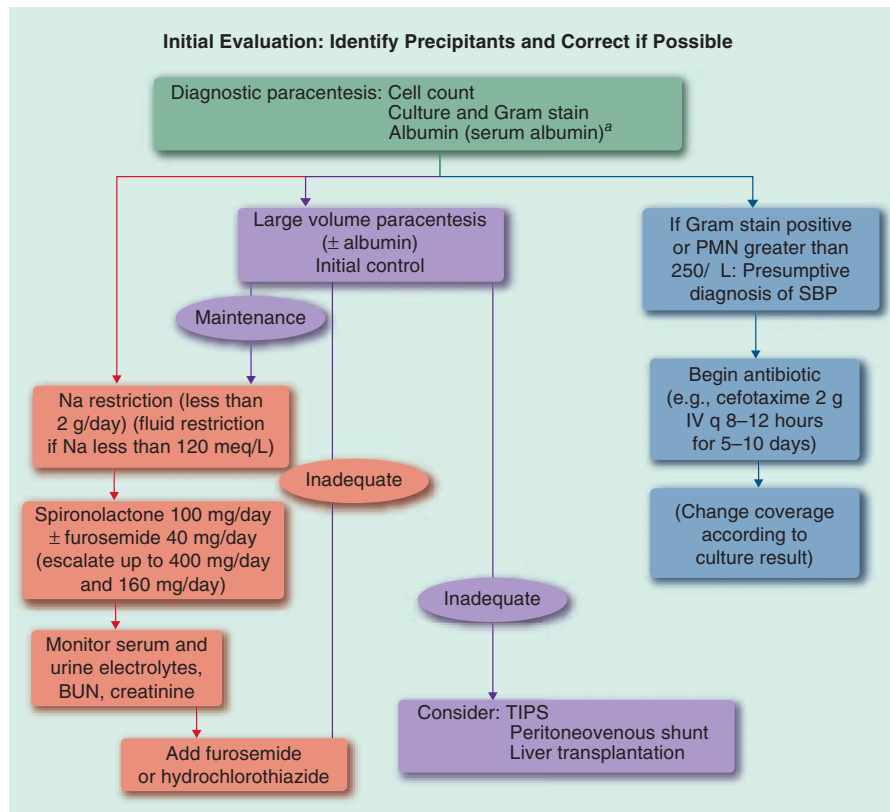 Initial Evaluation: Identify Precipitants and Correct if Possible
Diagnostic paracentesis: Cell count
Culture and Gram stain
Albumin (serum albumin)a
Large volume paracentesis
(± albumin)
Initial control
Maintenance
Na restriction (less than
2 g/day) (fluid restriction
if Na less than 120 meq/L)
Spironolactone 100 mg/day
± furosemide 40 mg/day
(escalate up to 400 mg/day
and 160 mg/day)
Monitor serum and
urine electrolytes,
BUN, creatinine
Add furosemide
or hydrochlorothiazide
Inadequate
Inadequate
Consider: TIPS
Peritoneovenous shunt
Liver transplantation
If Gram stain positive
or PMN greater than
250/ L: Presumptive
diagnosis of SBP
Begin antibiotic
(e.g., cefotaxime 2 g
IV q 8–12 hours
for 5–10 days)
(Change coverage
according to
culture result)